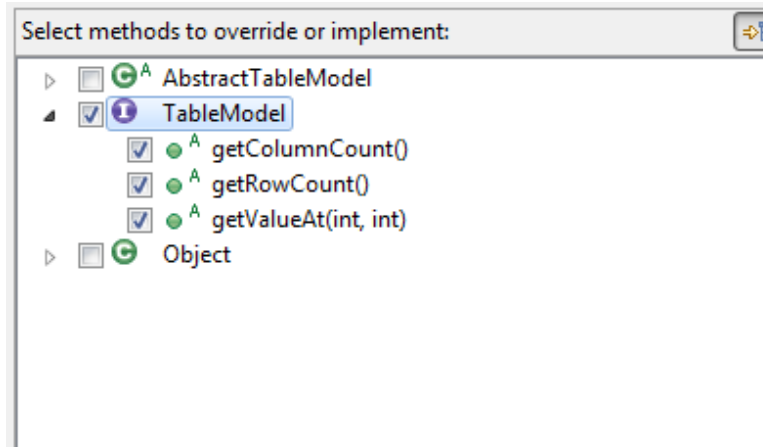 Select methods to override or implement:
C A AbstractTableModel
I TableModel
A getColumnCount()
A getRowCount()
A getValueAt(int, int)
C Object